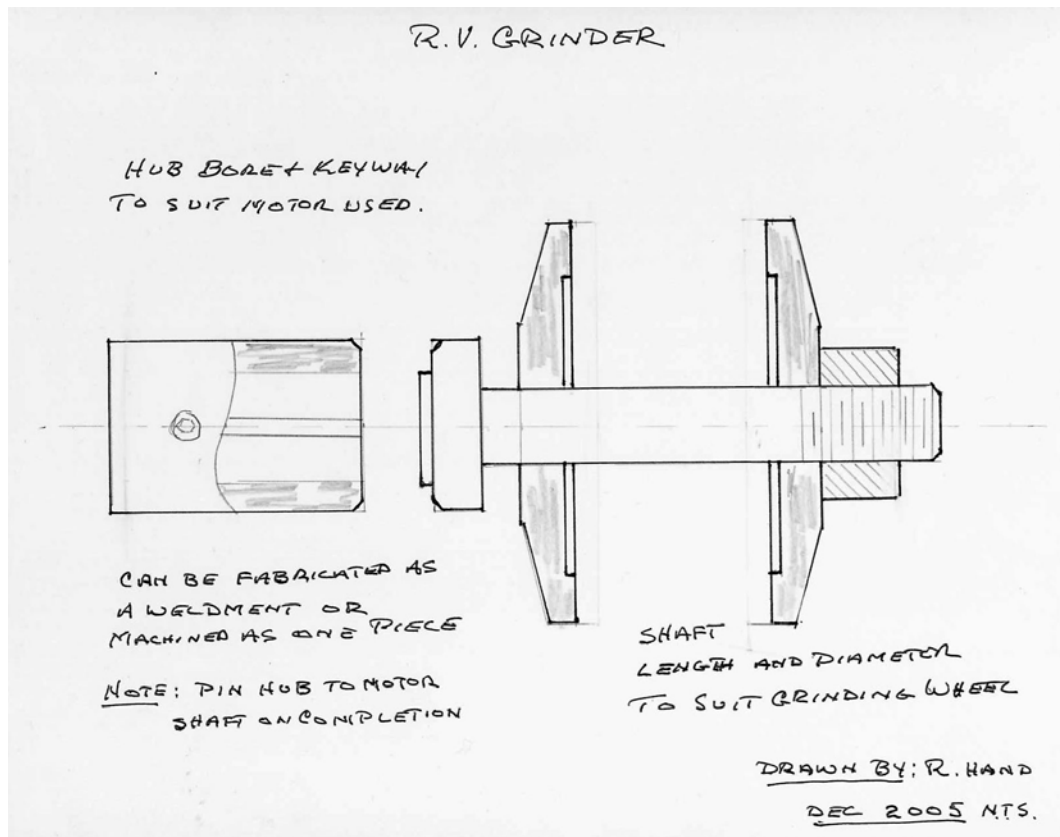 R.V. GRINDER
HUB BORE & KEYWAY
TO SUIT MOTOR USED.
CAN BE FABRICATED AS
A WELDMENT OR
MACHINED AS ONE PIECE
NOTE: PIN HUB TO MOTOR
SHAFT ON COMPLETION
SHAFT
LENGTH AND DIAMETER
TO SUIT GRINDING WHEEL
DRAWN BY: R. HAND
DEC 2005 NTS.